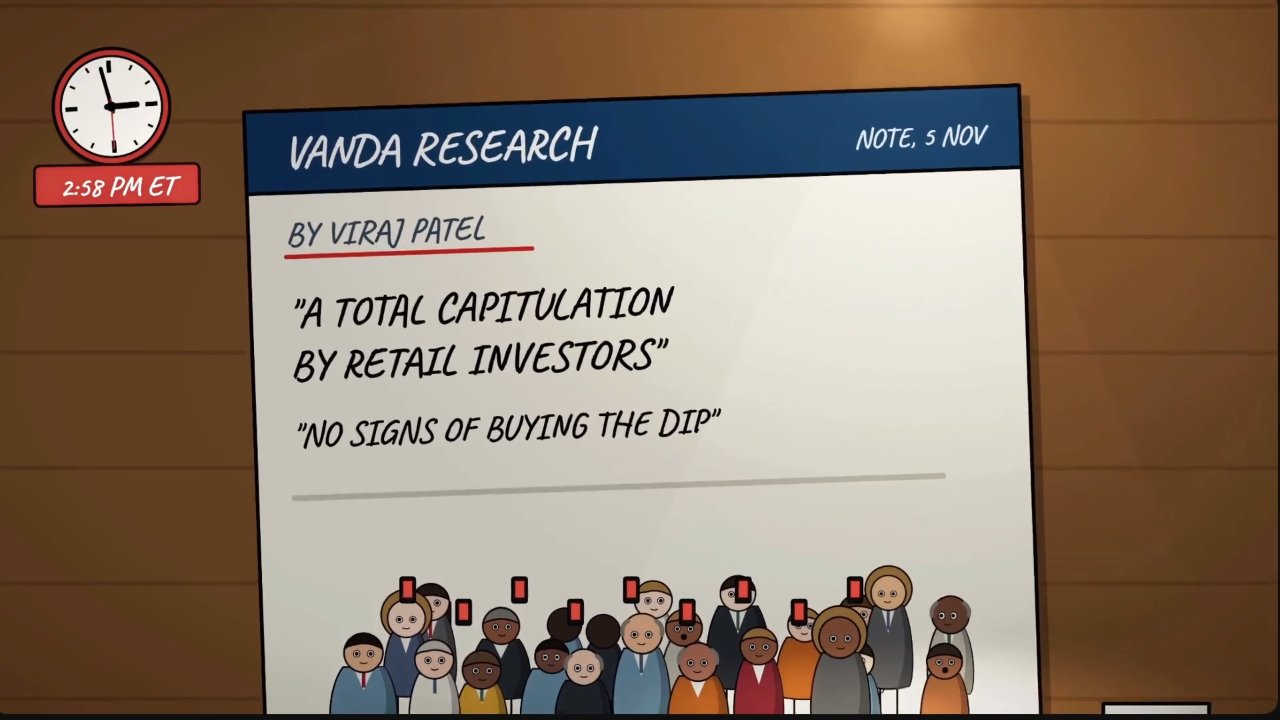 2:58 PM ET
VANDA RESEARCH
NOTE, 5 NOV
BY VIRAJ PATEL
"A TOTAL CAPITULATION
BY RETAIL INVESTORS"
"NO SIGNS OF BUYING THE DIP"